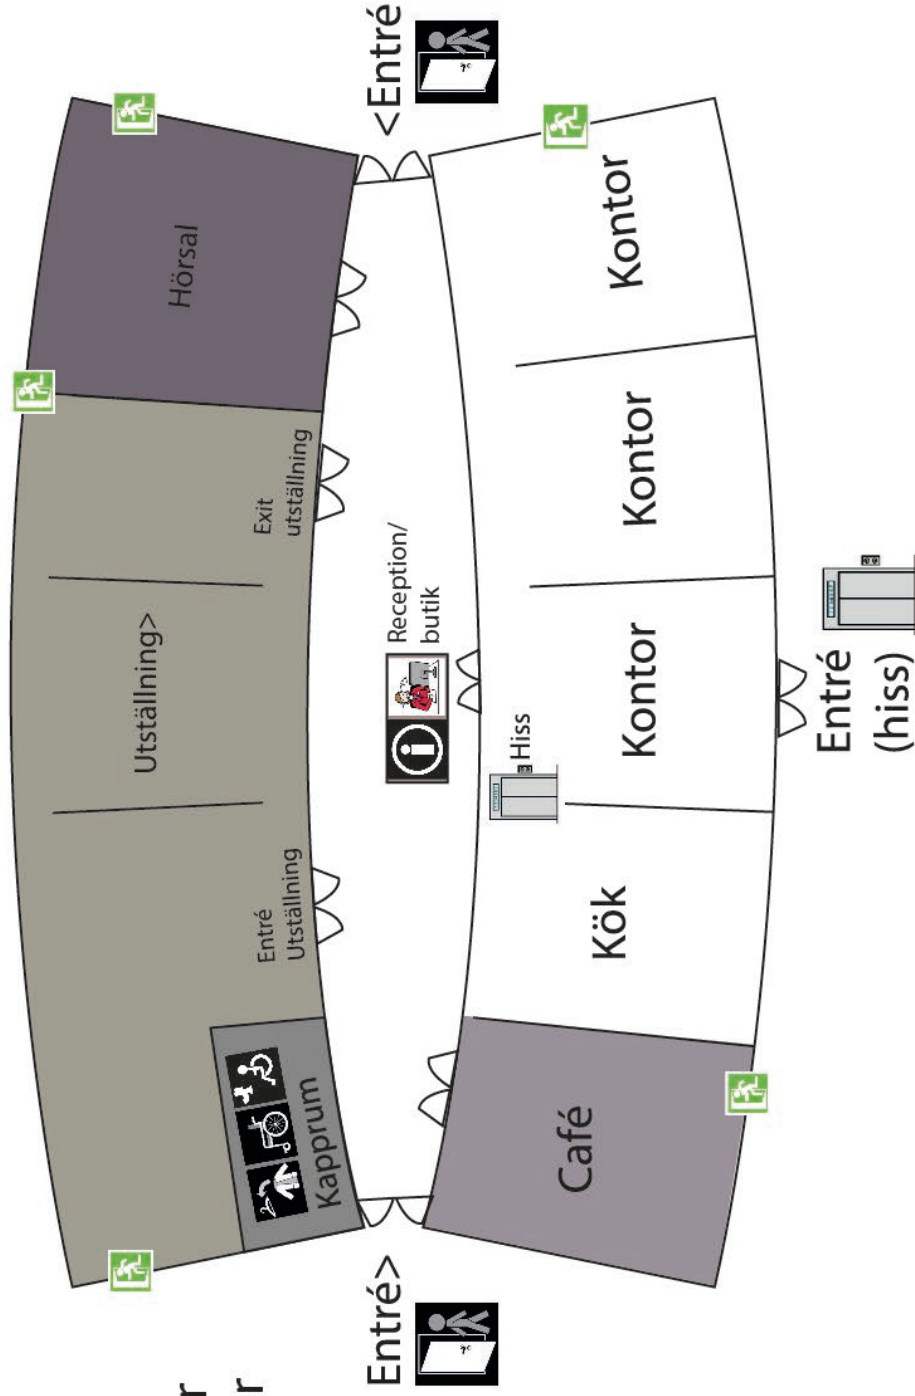 Hörsal
Utställning>
Exit
utställning
Entré
Utställning
Kapprum
<Entré
Entré>
Reception/
butik
Hiss
Café
Kök
Kontor
Kontor
Kontor
Entré
(hiss)
r
r